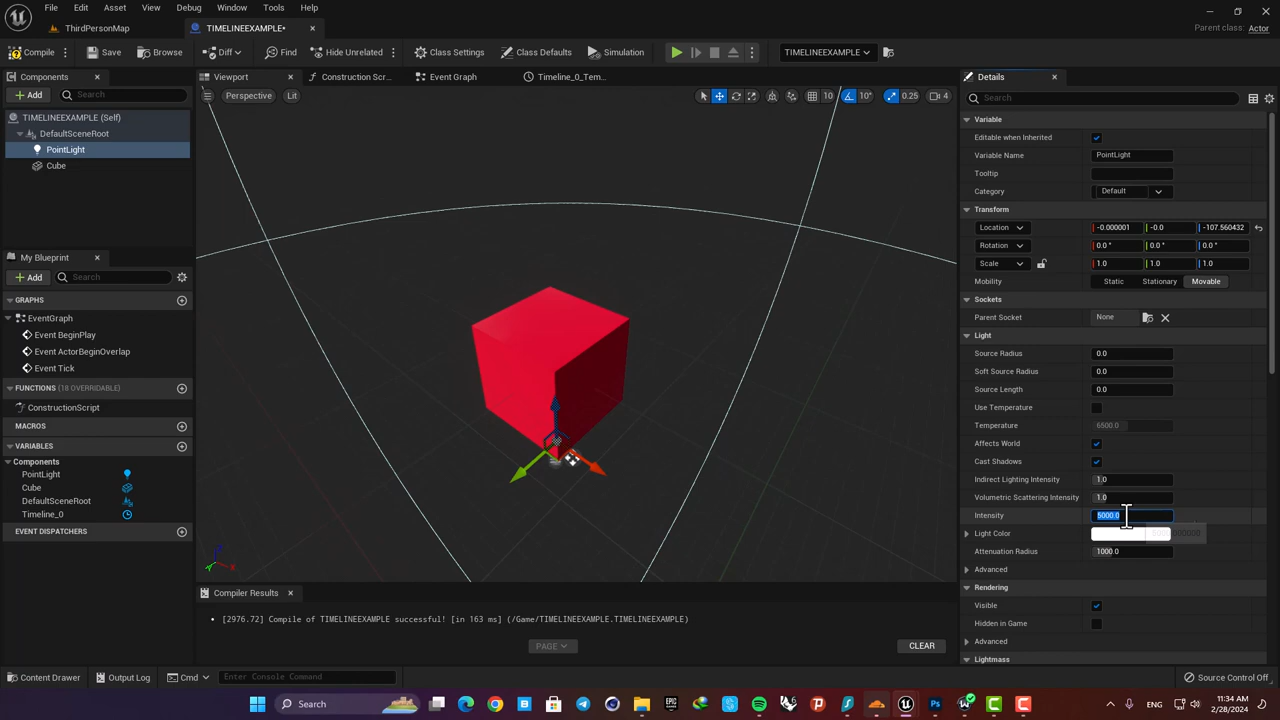 File Edit Asset View Debug Window Tools Help
Parent class: Actor
ThirdPersonMap
TIMELINEEXAMPLE*
Compile Save Browse Diff Find Hide Unrelated Class Settings Class Defaults Simulation TIMELINEEXAMPLE
Components
Add Search
TIMELINEEXAMPLE (Self)
DefaultSceneRoot
PointLight
Cube
My Blueprint
Add Search
GRAPHS
EventGraph
Event BeginPlay
Event ActorBeginOverlap
Event Tick
FUNCTIONS (18 OVERRIDABLE)
ConstructionScript
MACROS
VARIABLES
Components
PointLight
Cube
DefaultSceneRoot
Timeline_0
EVENT DISPATCHERS
Viewport Construction Scr... Event Graph Timeline_0_Tem...
Perspective Lit 10 10° 0.25 4
Z X Y
Compiler Results
[2976.72] Compile of TIMELINEEXAMPLE successful! [in 163 ms] (/Game/TIMELINEEXAMPLE.TIMELINEEXAMPLE)
PAGE CLEAR
Details
Search
Variable
Editable when Inherited
Variable Name PointLight
Tooltip
Category Default
Transform
Location -0.000001 -0.0 -107.560432
Rotation 0.0 ° 0.0 ° 0.0 °
Scale 1.0 1.0 1.0
Mobility Static Stationary Movable
Sockets
Parent Socket None
Light
Source Radius 0.0
Soft Source Radius 0.0
Source Length 0.0
Use Temperature
Temperature 6500.0
Affects World
Cast Shadows
Indirect Lighting Intensity 1.0
Volumetric Scattering Intensity 1.0
Intensity 5000.0
Light Color
Attenuation Radius 1000.0
Advanced
Rendering
Visible
Hidden in Game
Advanced
Lightmass
Content Drawer Output Log Cmd Enter Console Command Source Control Off
Search ENG 11:34 AM
2/28/2024